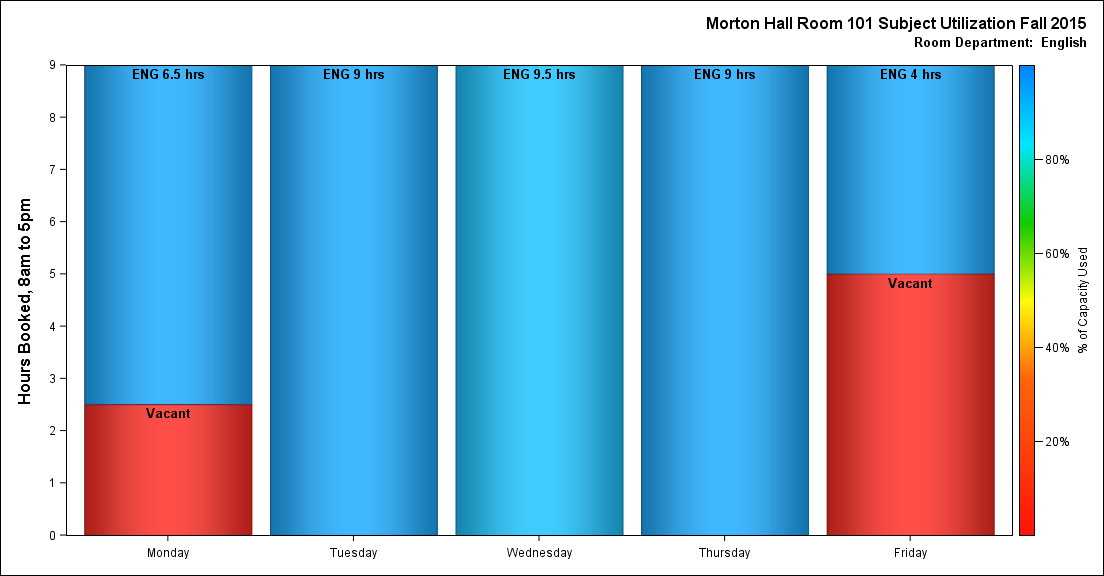 Morton Hall Room 101 Subject Utilization Fall 2015
Room Department: English
Hours Booked, 8am to 5pm
9
8
7
6
5
4
3
2
1
0
ENG 6.5 hrs
ENG 9 hrs
ENG 9.5 hrs
ENG 9 hrs
ENG 4 hrs
Vacant
Vacant
Monday
Tuesday
Wednesday
Thursday
Friday
80%
60%
40%
20%
% of Capacity Used